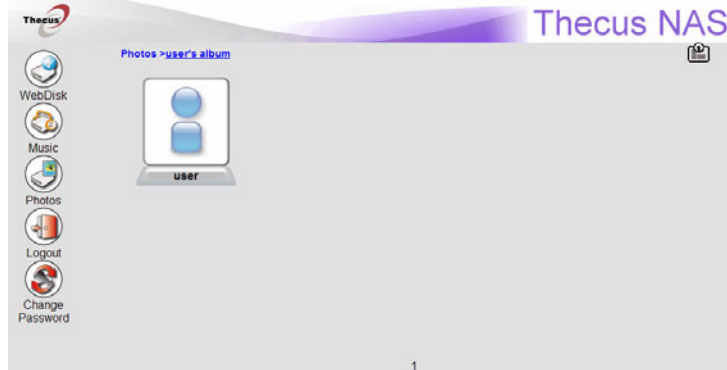 Thecus
Thecus NAS
Photos >user's album
WebDisk
Music
Photos
Logout
Change
Password
user
1